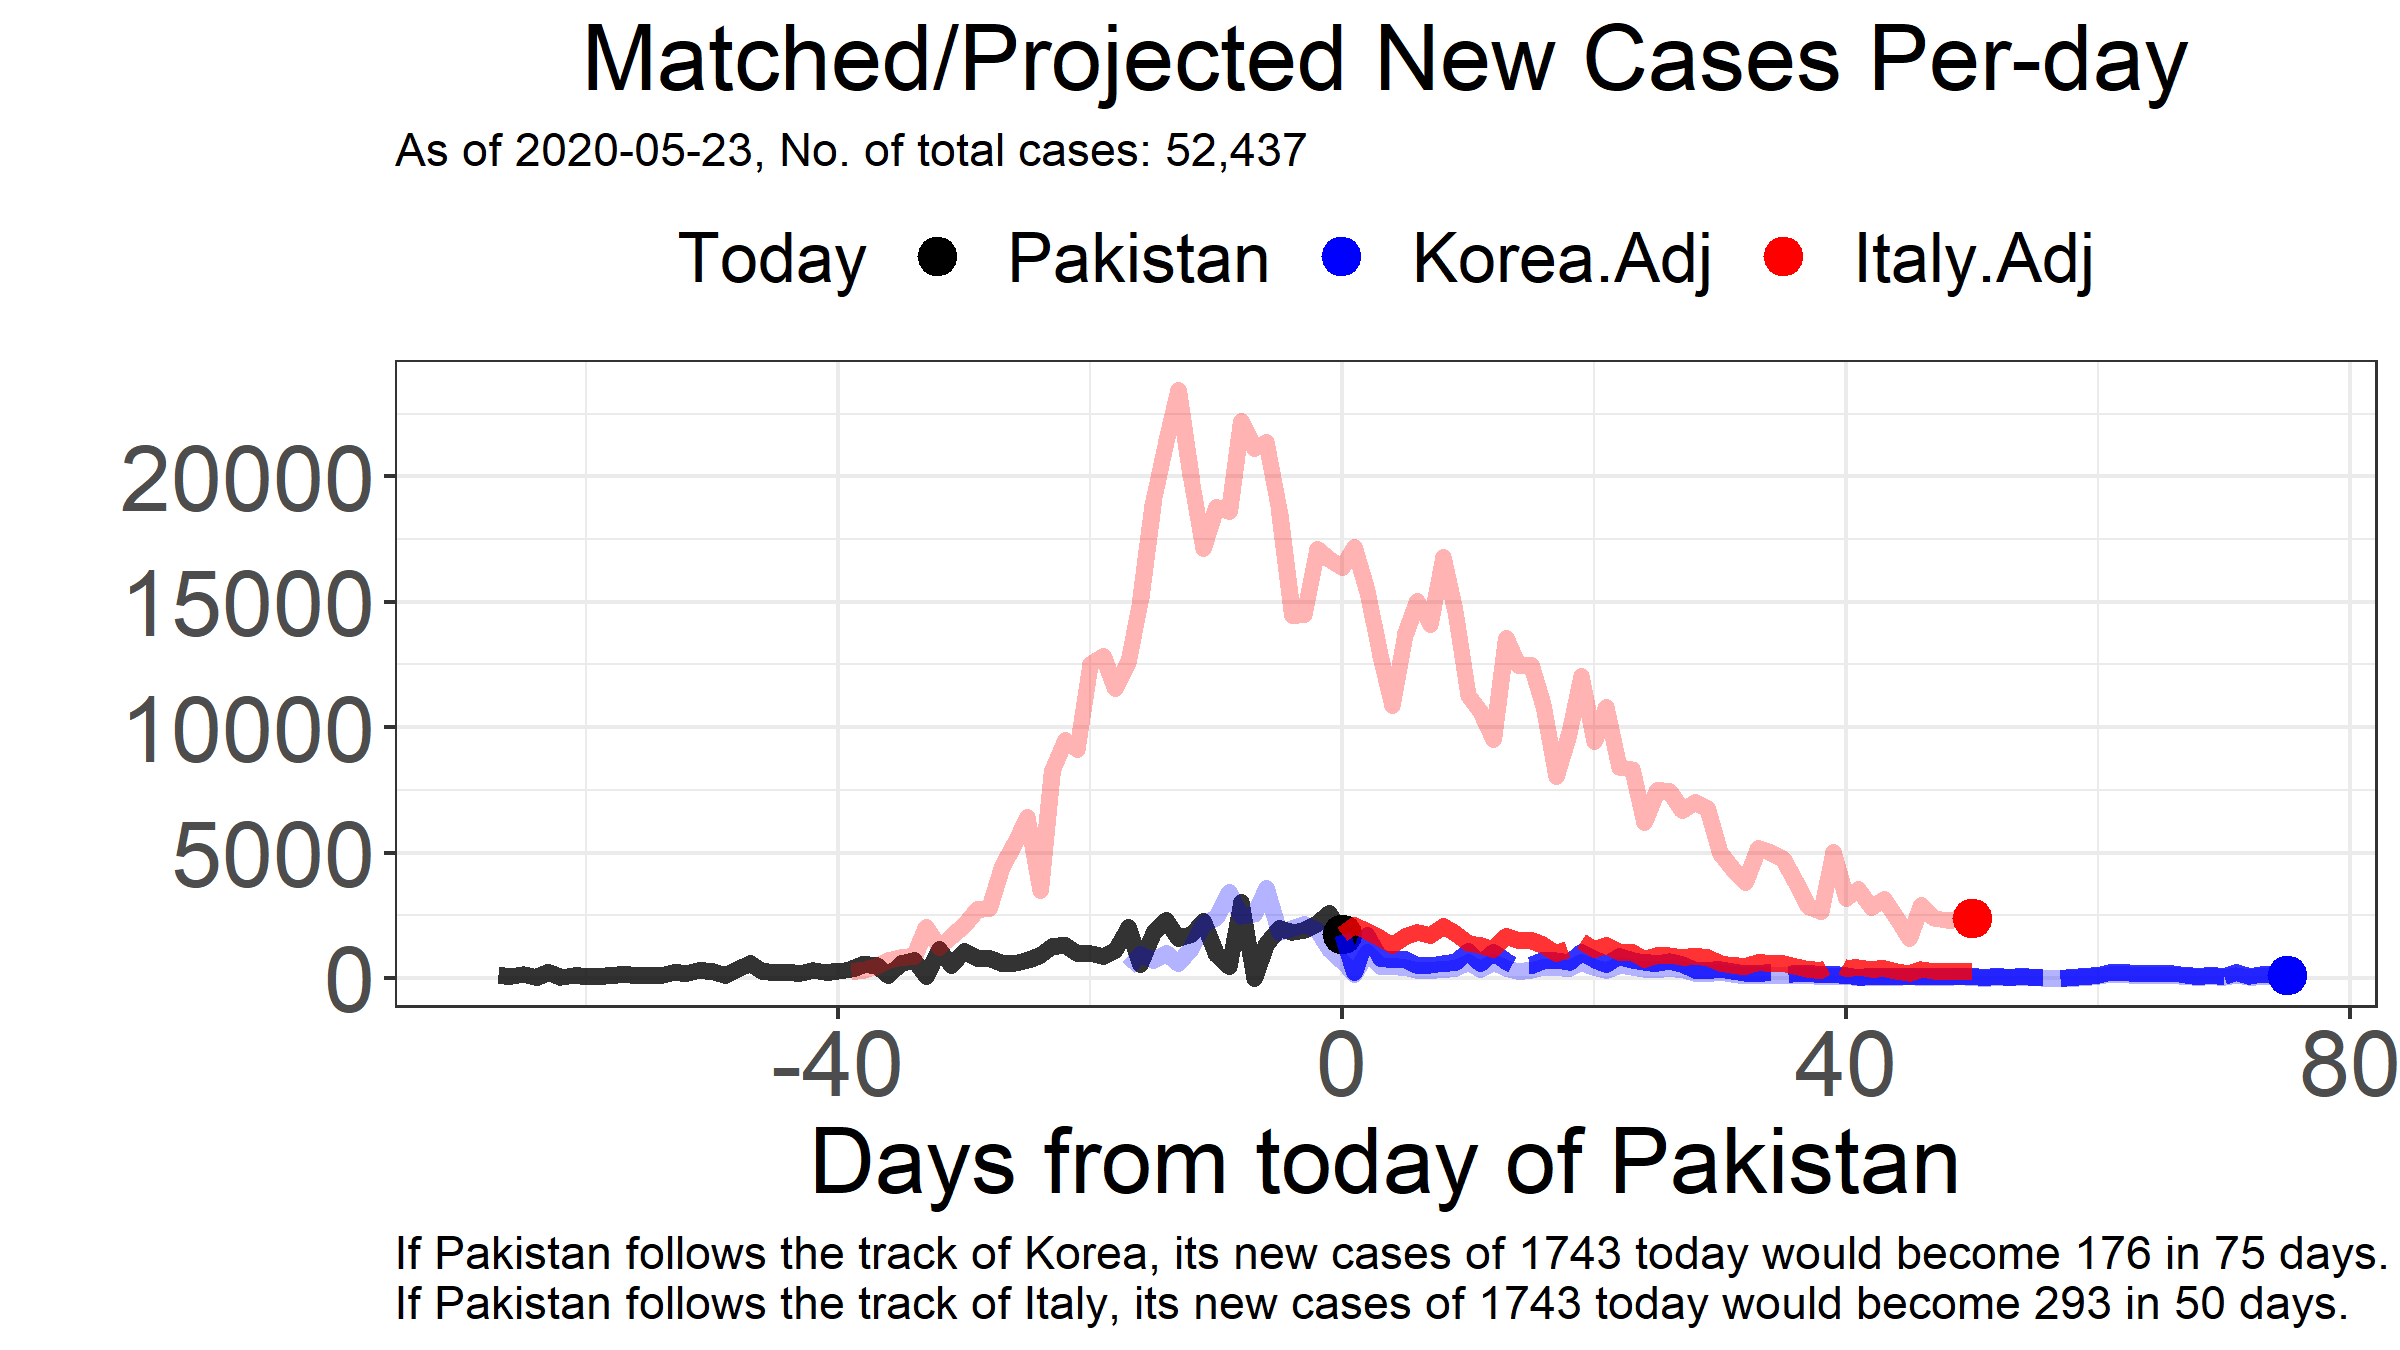 Matched/Projected New Cases Per-day
As of 2020-05-23, No. of total cases: 52,437
Today Pakistan Korea.Adj Italy.Adj
20000
15000
10000
5000
0
-40 0 40 80
Days from today of Pakistan
If Pakistan follows the track of Korea, its new cases of 1743 today would become 176 in 75 days.
If Pakistan follows the track of Italy, its new cases of 1743 today would become 293 in 50 days.